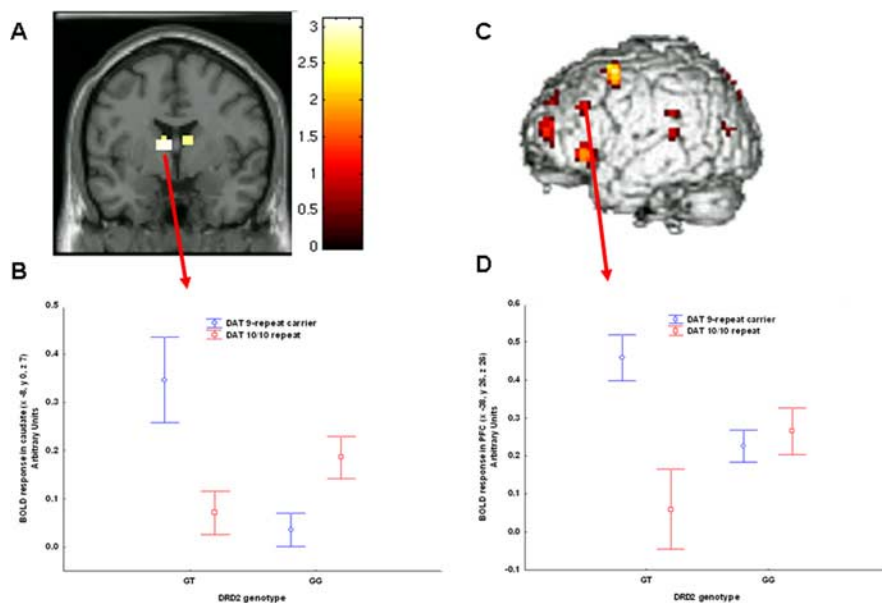 A
3
2.5
2
1.5
1
0.5
0
C
B
0.5
0.4
0.3
0.2
0.1
0.0
BOLD response in caudate (x -8, y 0, z 7)
Arbitrary Units
DAT 9-repeat carrier
DAT 10/10 repeat
GT
GG
DRD2 genotype
D
0.6
0.5
0.4
0.3
0.2
0.1
0.0
-0.1
BOLD response in PFC (x -38, y 26, z 26)
Arbitrary Units
DAT 9-repeat carrier
DAT 10/10 repeat
GT
GG
DRD2 genotype